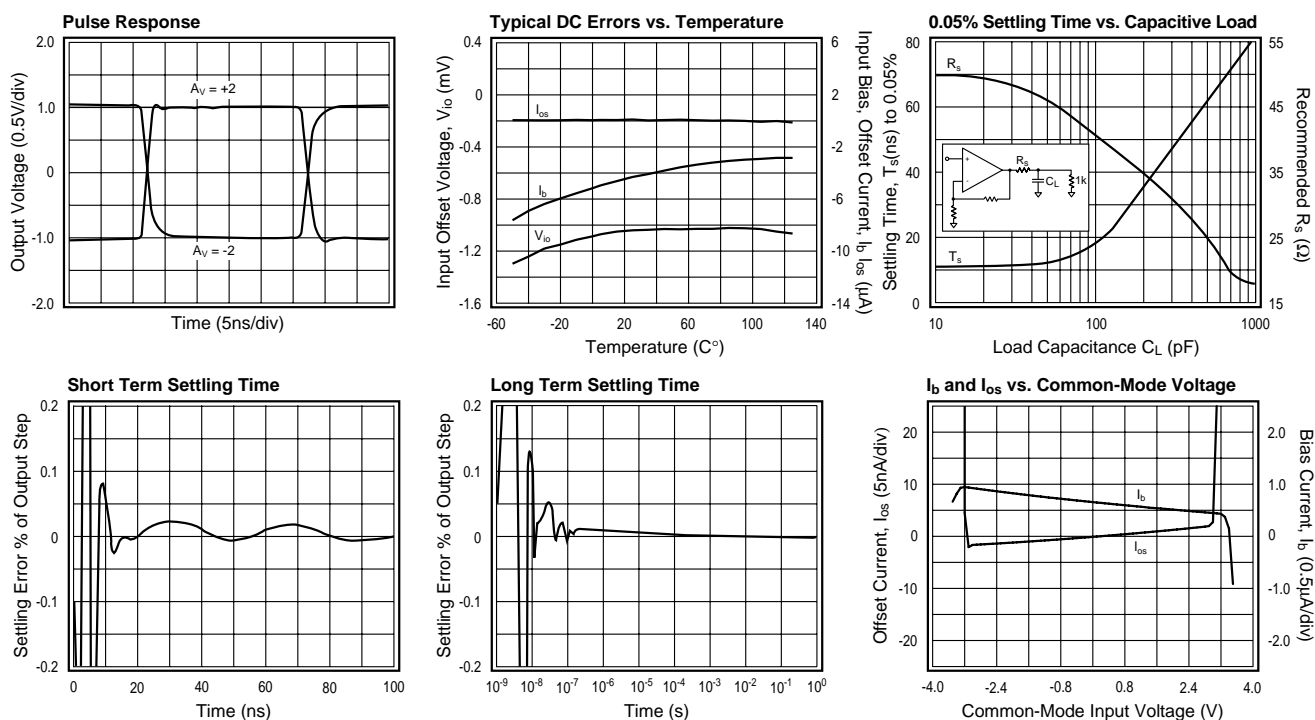 Pulse Response
2.0
1.0
0
-1.0
2.0
Output Voltage (0.5V/div)
AV = +2
AV = -2
Time (5ns/div)
Typical DC Errors vs. Temperature
0.4
0
-0.4
-0.8
-1.2
-1.6
Input Offset Voltage, Vio (mV)
6
2
-2
-6
-10
-14
Input Bias, Offset Current, Ib Ios (µA)
Ios
Ib
Vio
-60
-20
20
60
100
140
Temperature (C°)
0.05% Settling Time vs. Capacitive Load
80
60
40
20
0
Settling Time, Ts(ns) to 0.05%
55
45
35
25
15
Recommended Rs (Ω)
Rs
+
-
Rs
CL
1k
Ts
10
100
1000
Load Capacitance CL (pF)
Short Term Settling Time
0.2
0.1
0
-0.1
-0.2
Settling Error % of Output Step
0
20
40
60
80
100
Time (ns)
Long Term Settling Time
0.2
0.1
0
-0.1
-0.2
Settling Error % of Output Step
10-9
10-8
10-7
10-6
10-5
10-4
10-3
10-2
10-1
100
Time (s)
Ib and Ios vs. Common-Mode Voltage
20
10
0
-10
-20
Offset Current, Ios (5nA/div)
2.0
1.0
0
-1.0
-2.0
Bias Current, Ib (0.5µA/div)
Ib
Ios
-4.0
-2.4
-0.8
0.8
2.4
4.0
Common-Mode Input Voltage (V)